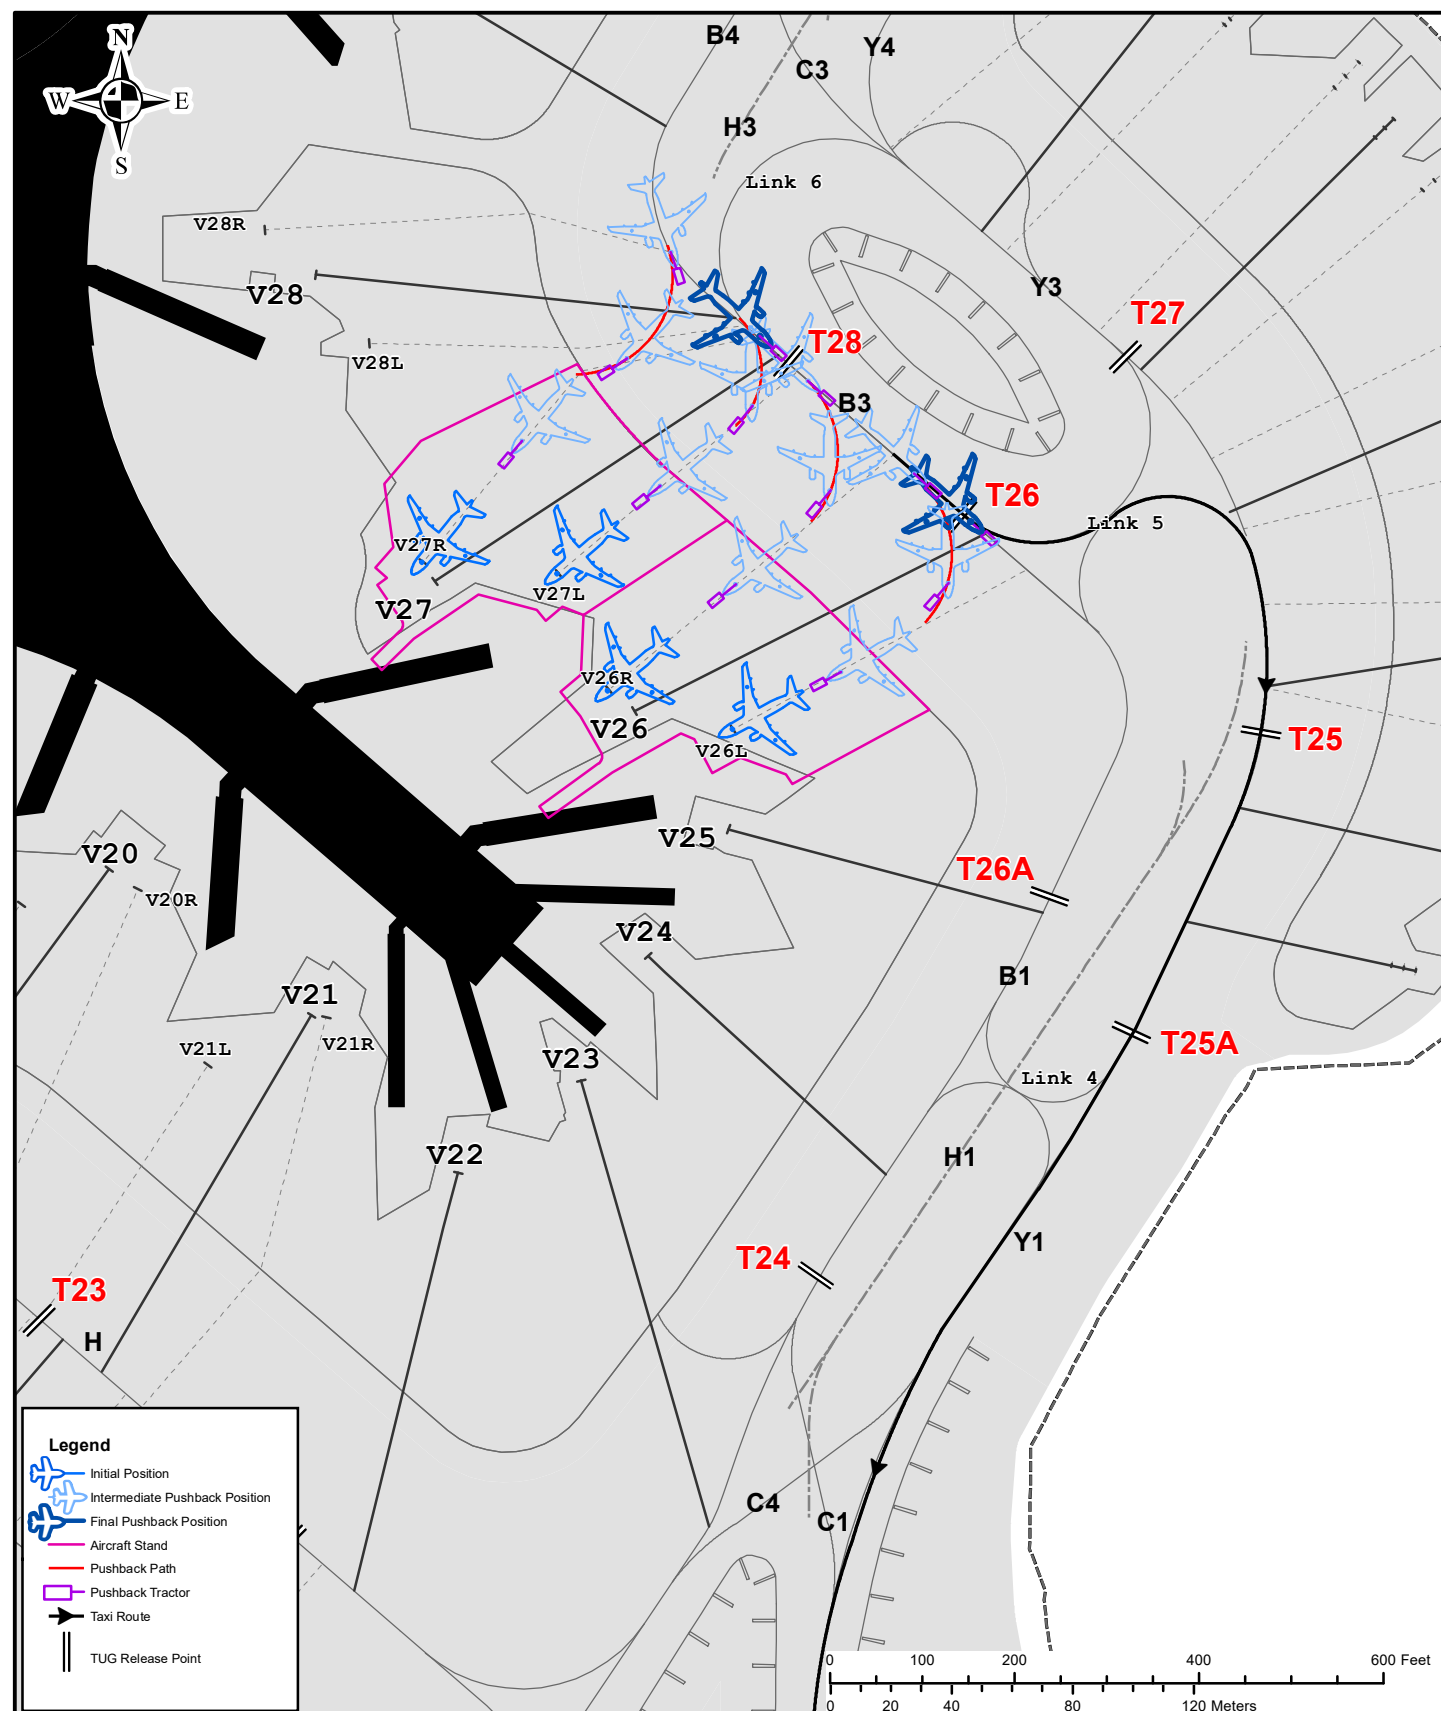 N
W
E
S
B4
Y4
C3
H3
Link 6
V28R
V28
Y3
T27
T28
V28L
B3
T26
Link 5
V27R
V27L
V27
V26R
V26
V26L
T25
V25
V20
T26A
V20R
V24
B1
V21
T25A
V21R
V21L
V23
Link 4
V22
H1
Y1
T24
T23
H
C4
C1
Legend
Initial Position
Intermediate Pushback Position
Final Pushback Position
Aircraft Stand
Pushback Path
Pushback Tractor
Taxi Route
TUG Release Point
0 100 200 400 600 Feet
0 20 40 80 120 Meters